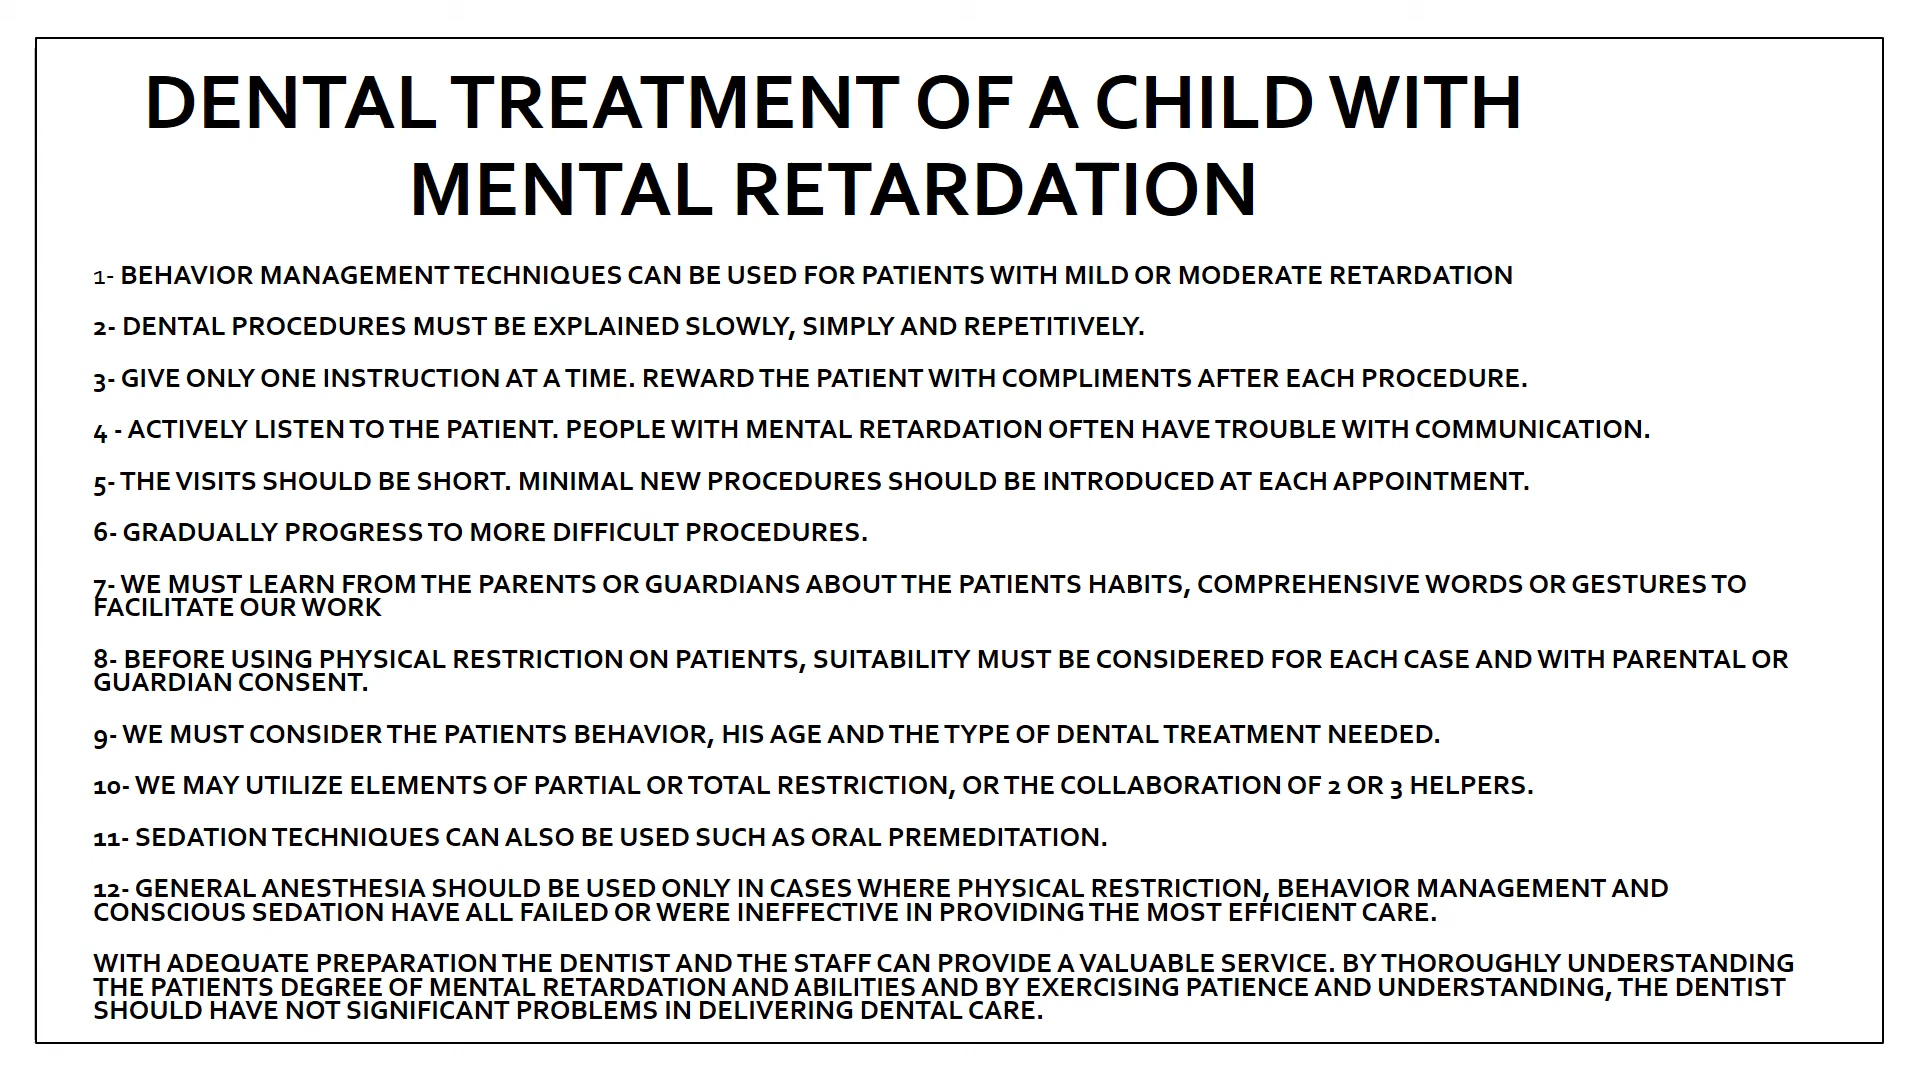 DENTAL TREATMENT OF A CHILD WITH
MENTAL RETARDATION
1- BEHAVIOR MANAGEMENT TECHNIQUES CAN BE USED FOR PATIENTS WITH MILD OR MODERATE RETARDATION
2- DENTAL PROCEDURES MUST BE EXPLAINED SLOWLY, SIMPLY AND REPETITIVELY.
3- GIVE ONLY ONE INSTRUCTION AT A TIME. REWARD THE PATIENT WITH COMPLIMENTS AFTER EACH PROCEDURE.
4 - ACTIVELY LISTEN TO THE PATIENT. PEOPLE WITH MENTAL RETARDATION OFTEN HAVE TROUBLE WITH COMMUNICATION.
5- THE VISITS SHOULD BE SHORT. MINIMAL NEW PROCEDURES SHOULD BE INTRODUCED AT EACH APPOINTMENT.
6- GRADUALLY PROGRESS TO MORE DIFFICULT PROCEDURES.
7- WE MUST LEARN FROM THE PARENTS OR GUARDIANS ABOUT THE PATIENTS HABITS, COMPREHENSIVE WORDS OR GESTURES TO
FACILITATE OUR WORK
8- BEFORE USING PHYSICAL RESTRICTION ON PATIENTS, SUITABILITY MUST BE CONSIDERED FOR EACH CASE AND WITH PARENTAL OR
GUARDIAN CONSENT.
9- WE MUST CONSIDER THE PATIENTS BEHAVIOR, HIS AGE AND THE TYPE OF DENTAL TREATMENT NEEDED.
10- WE MAY UTILIZE ELEMENTS OF PARTIAL OR TOTAL RESTRICTION, OR THE COLLABORATION OF 2 OR 3 HELPERS.
11- SEDATION TECHNIQUES CAN ALSO BE USED SUCH AS ORAL PREMEDITATION.
12- GENERAL ANESTHESIA SHOULD BE USED ONLY IN CASES WHERE PHYSICAL RESTRICTION, BEHAVIOR MANAGEMENT AND
CONSCIOUS SEDATION HAVE ALL FAILED OR WERE INEFFECTIVE IN PROVIDING THE MOST EFFICIENT CARE.
WITH ADEQUATE PREPARATION THE DENTIST AND THE STAFF CAN PROVIDE A VALUABLE SERVICE. BY THOROUGHLY UNDERSTANDING
THE PATIENTS DEGREE OF MENTAL RETARDATION AND ABILITIES AND BY EXERCISING PATIENCE AND UNDERSTANDING, THE DENTIST
SHOULD HAVE NOT SIGNIFICANT PROBLEMS IN DELIVERING DENTAL CARE.